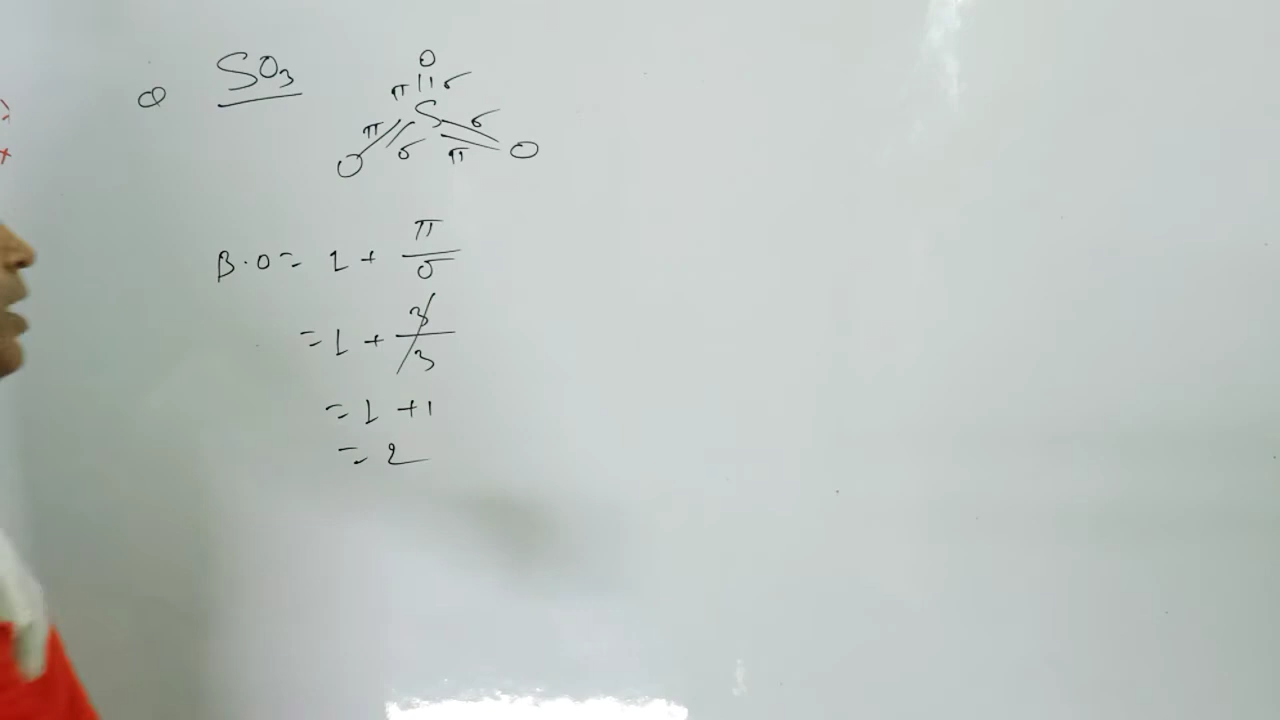 SO₃
O
π || σ
S
π σ σ π
O O
B.O = 1 + π/σ
= 1 + 3/3
= 1 + 1
= 2